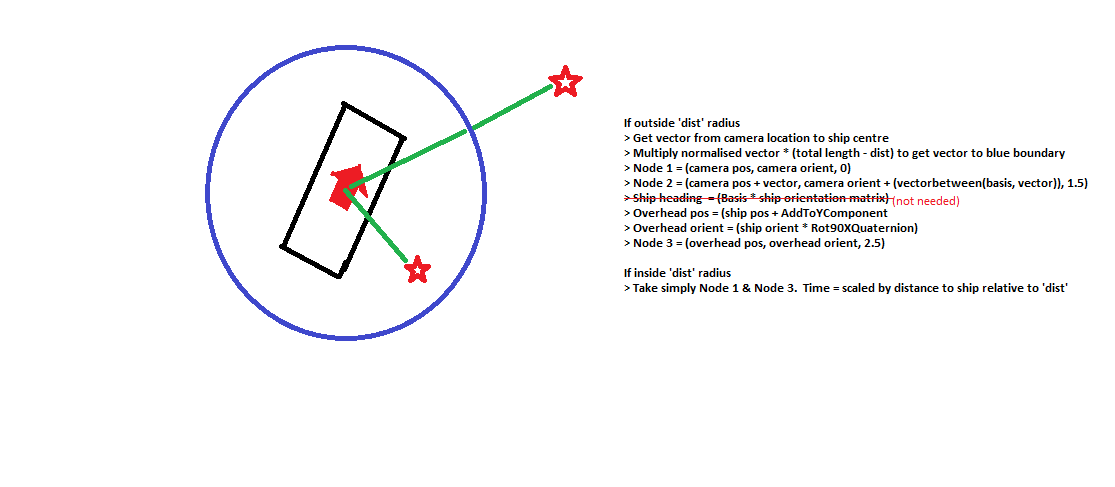 If outside 'dist' radius
> Get vector from camera location to ship centre
> Multiply normalised vector * (total length - dist) to get vector to blue boundary
> Node 1 = (camera pos, camera orient, 0)
> Node 2 = (camera pos + vector, camera orient + (vectorbetween(basis, vector)), 1.5)
> Ship heading  = (Basis * ship orientation matrix) (not needed)
> Overhead pos = (ship pos + AddToYComponent
> Overhead orient = (ship orient * Rot90XQuaternion)
> Node 3 = (overhead pos, overhead orient, 2.5)
If inside 'dist' radius
> Take simply Node 1 & Node 3.  Time = scaled by distance to ship relative to 'dist'